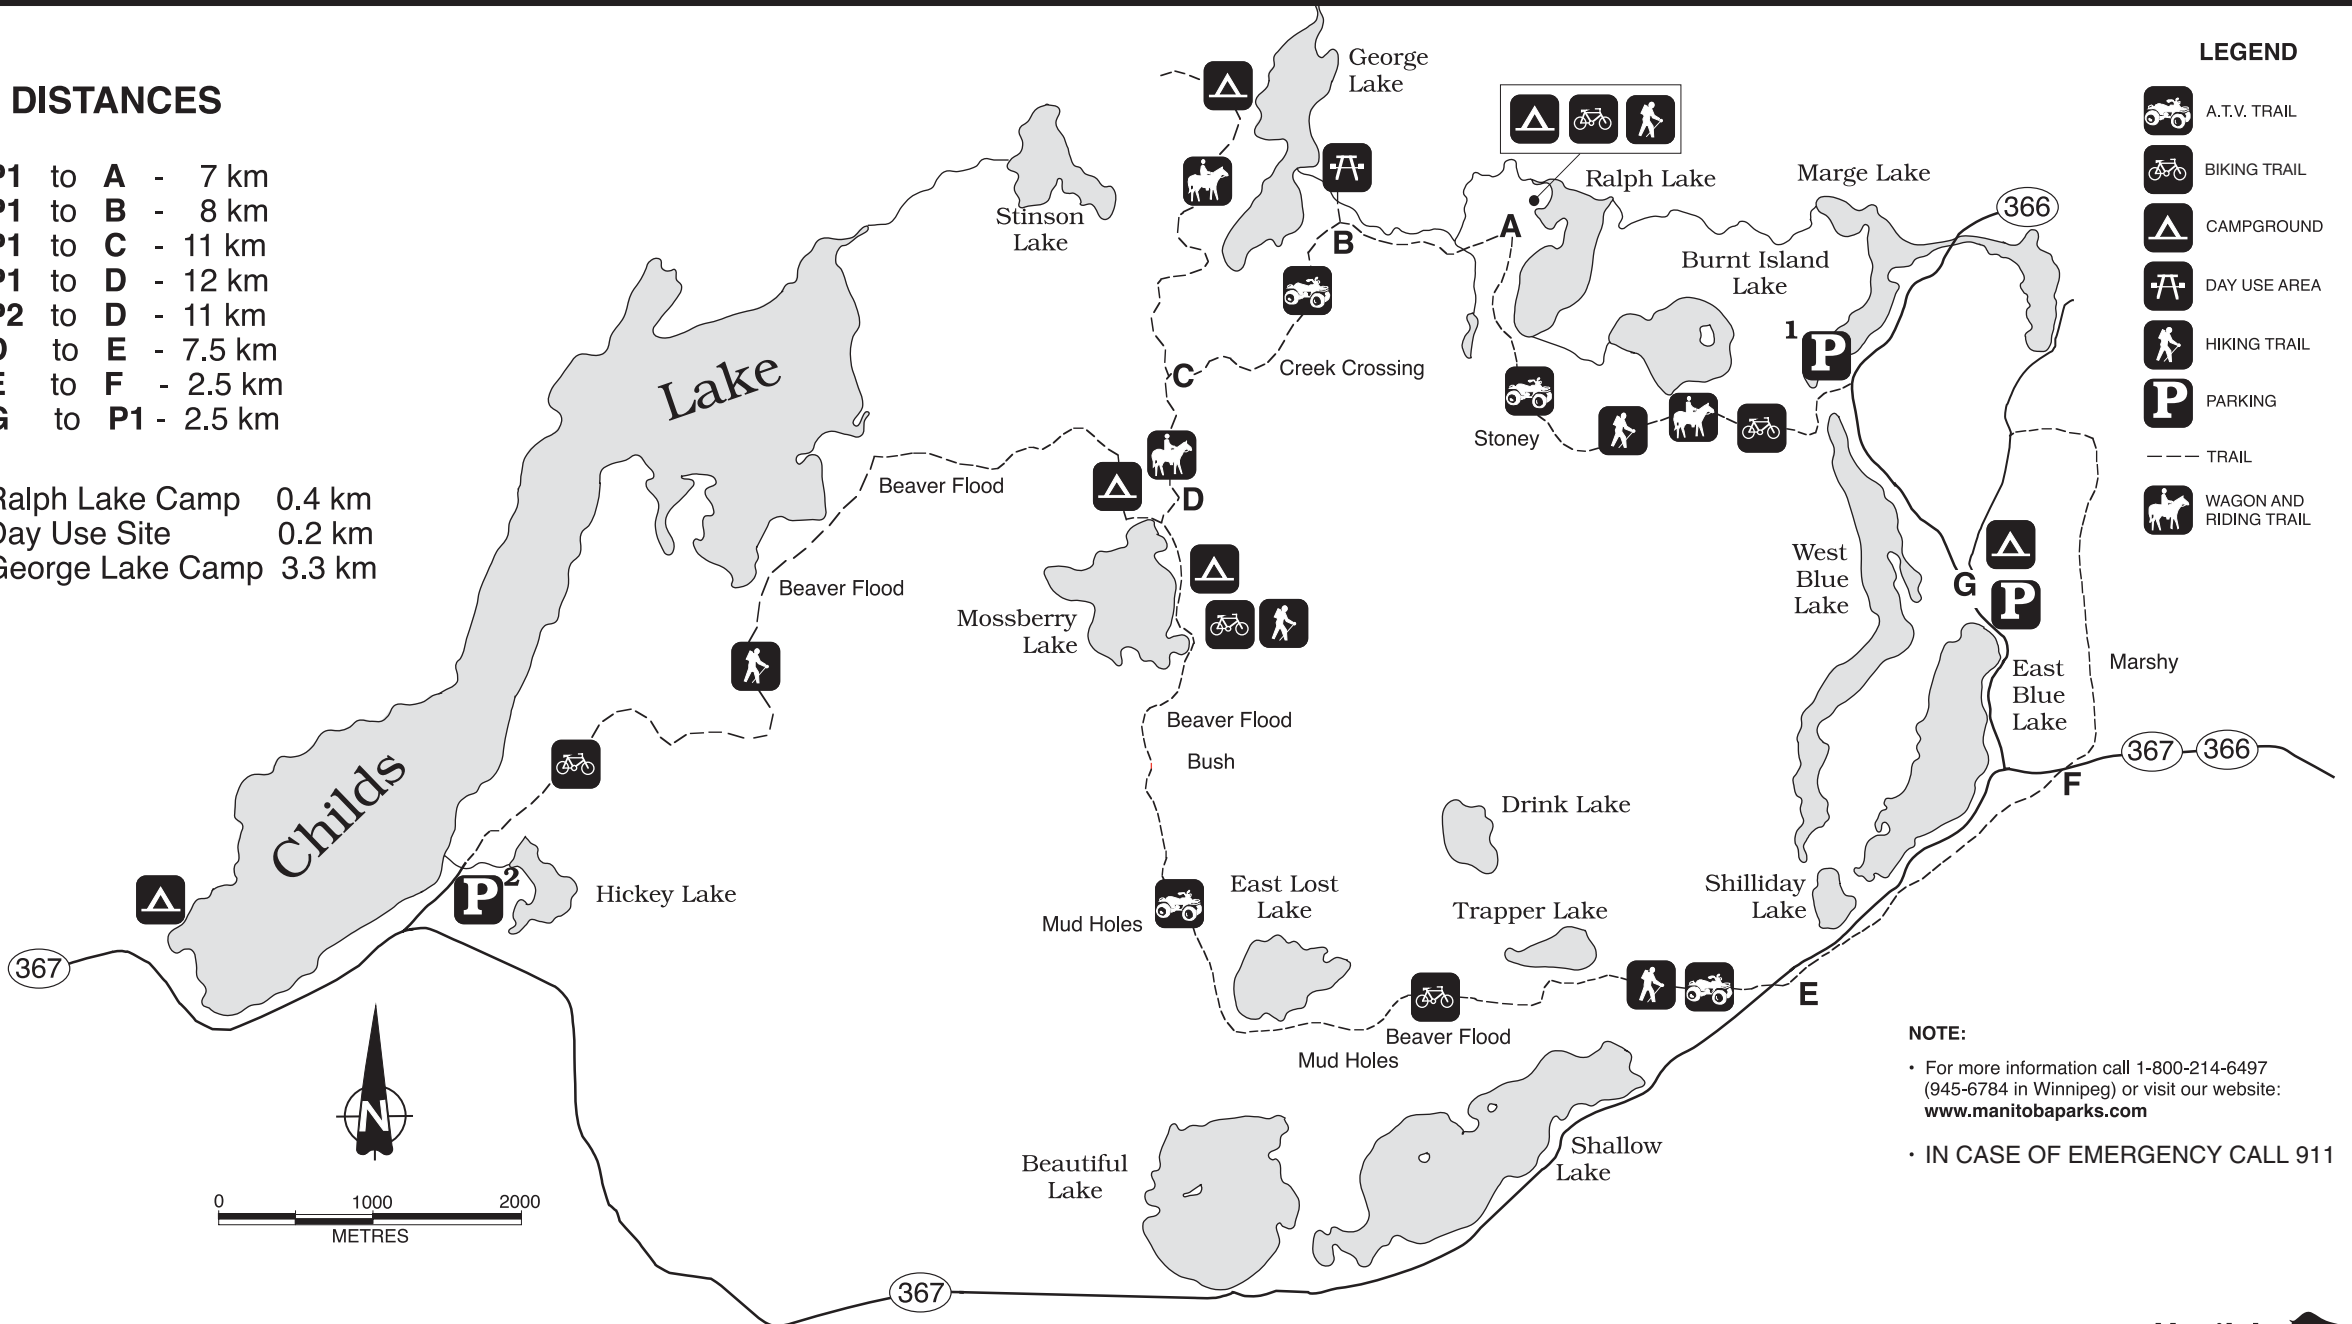 DISTANCES
P1 to A - 7 km
P1 to B - 8 km
P1 to C - 11 km
P1 to D - 12 km
P2 to D - 11 km
D to E - 7.5 km
E to F - 2.5 km
G to P1 - 2.5 km
Ralph Lake Camp 0.4 km
Day Use Site 0.2 km
George Lake Camp 3.3 km
George
Lake
Stinson
Lake
Ralph Lake
Marge Lake
366
A
B
Burnt Island
Lake
1
P
C
Creek Crossing
Stoney
Lake
Childs
Beaver Flood
D
Beaver Flood
Mossberry
Lake
West
Blue
Lake
G
P
East
Blue
Lake
Marshy
Beaver Flood
Bush
367
366
F
Drink Lake
P
2
Hickey Lake
367
Mud Holes
East Lost
Lake
Trapper Lake
Shilliday
Lake
E
Beaver Flood
Mud Holes
Beautiful
Lake
Shallow
Lake
367
N
0 1000 2000
METRES
LEGEND
A.T.V. TRAIL
BIKING TRAIL
CAMPGROUND
DAY USE AREA
HIKING TRAIL
P PARKING
TRAIL
WAGON AND
RIDING TRAIL
NOTE:
• For more information call 1-800-214-6497
(945-6784 in Winnipeg) or visit our website:
www.manitobaparks.com
• IN CASE OF EMERGENCY CALL 911